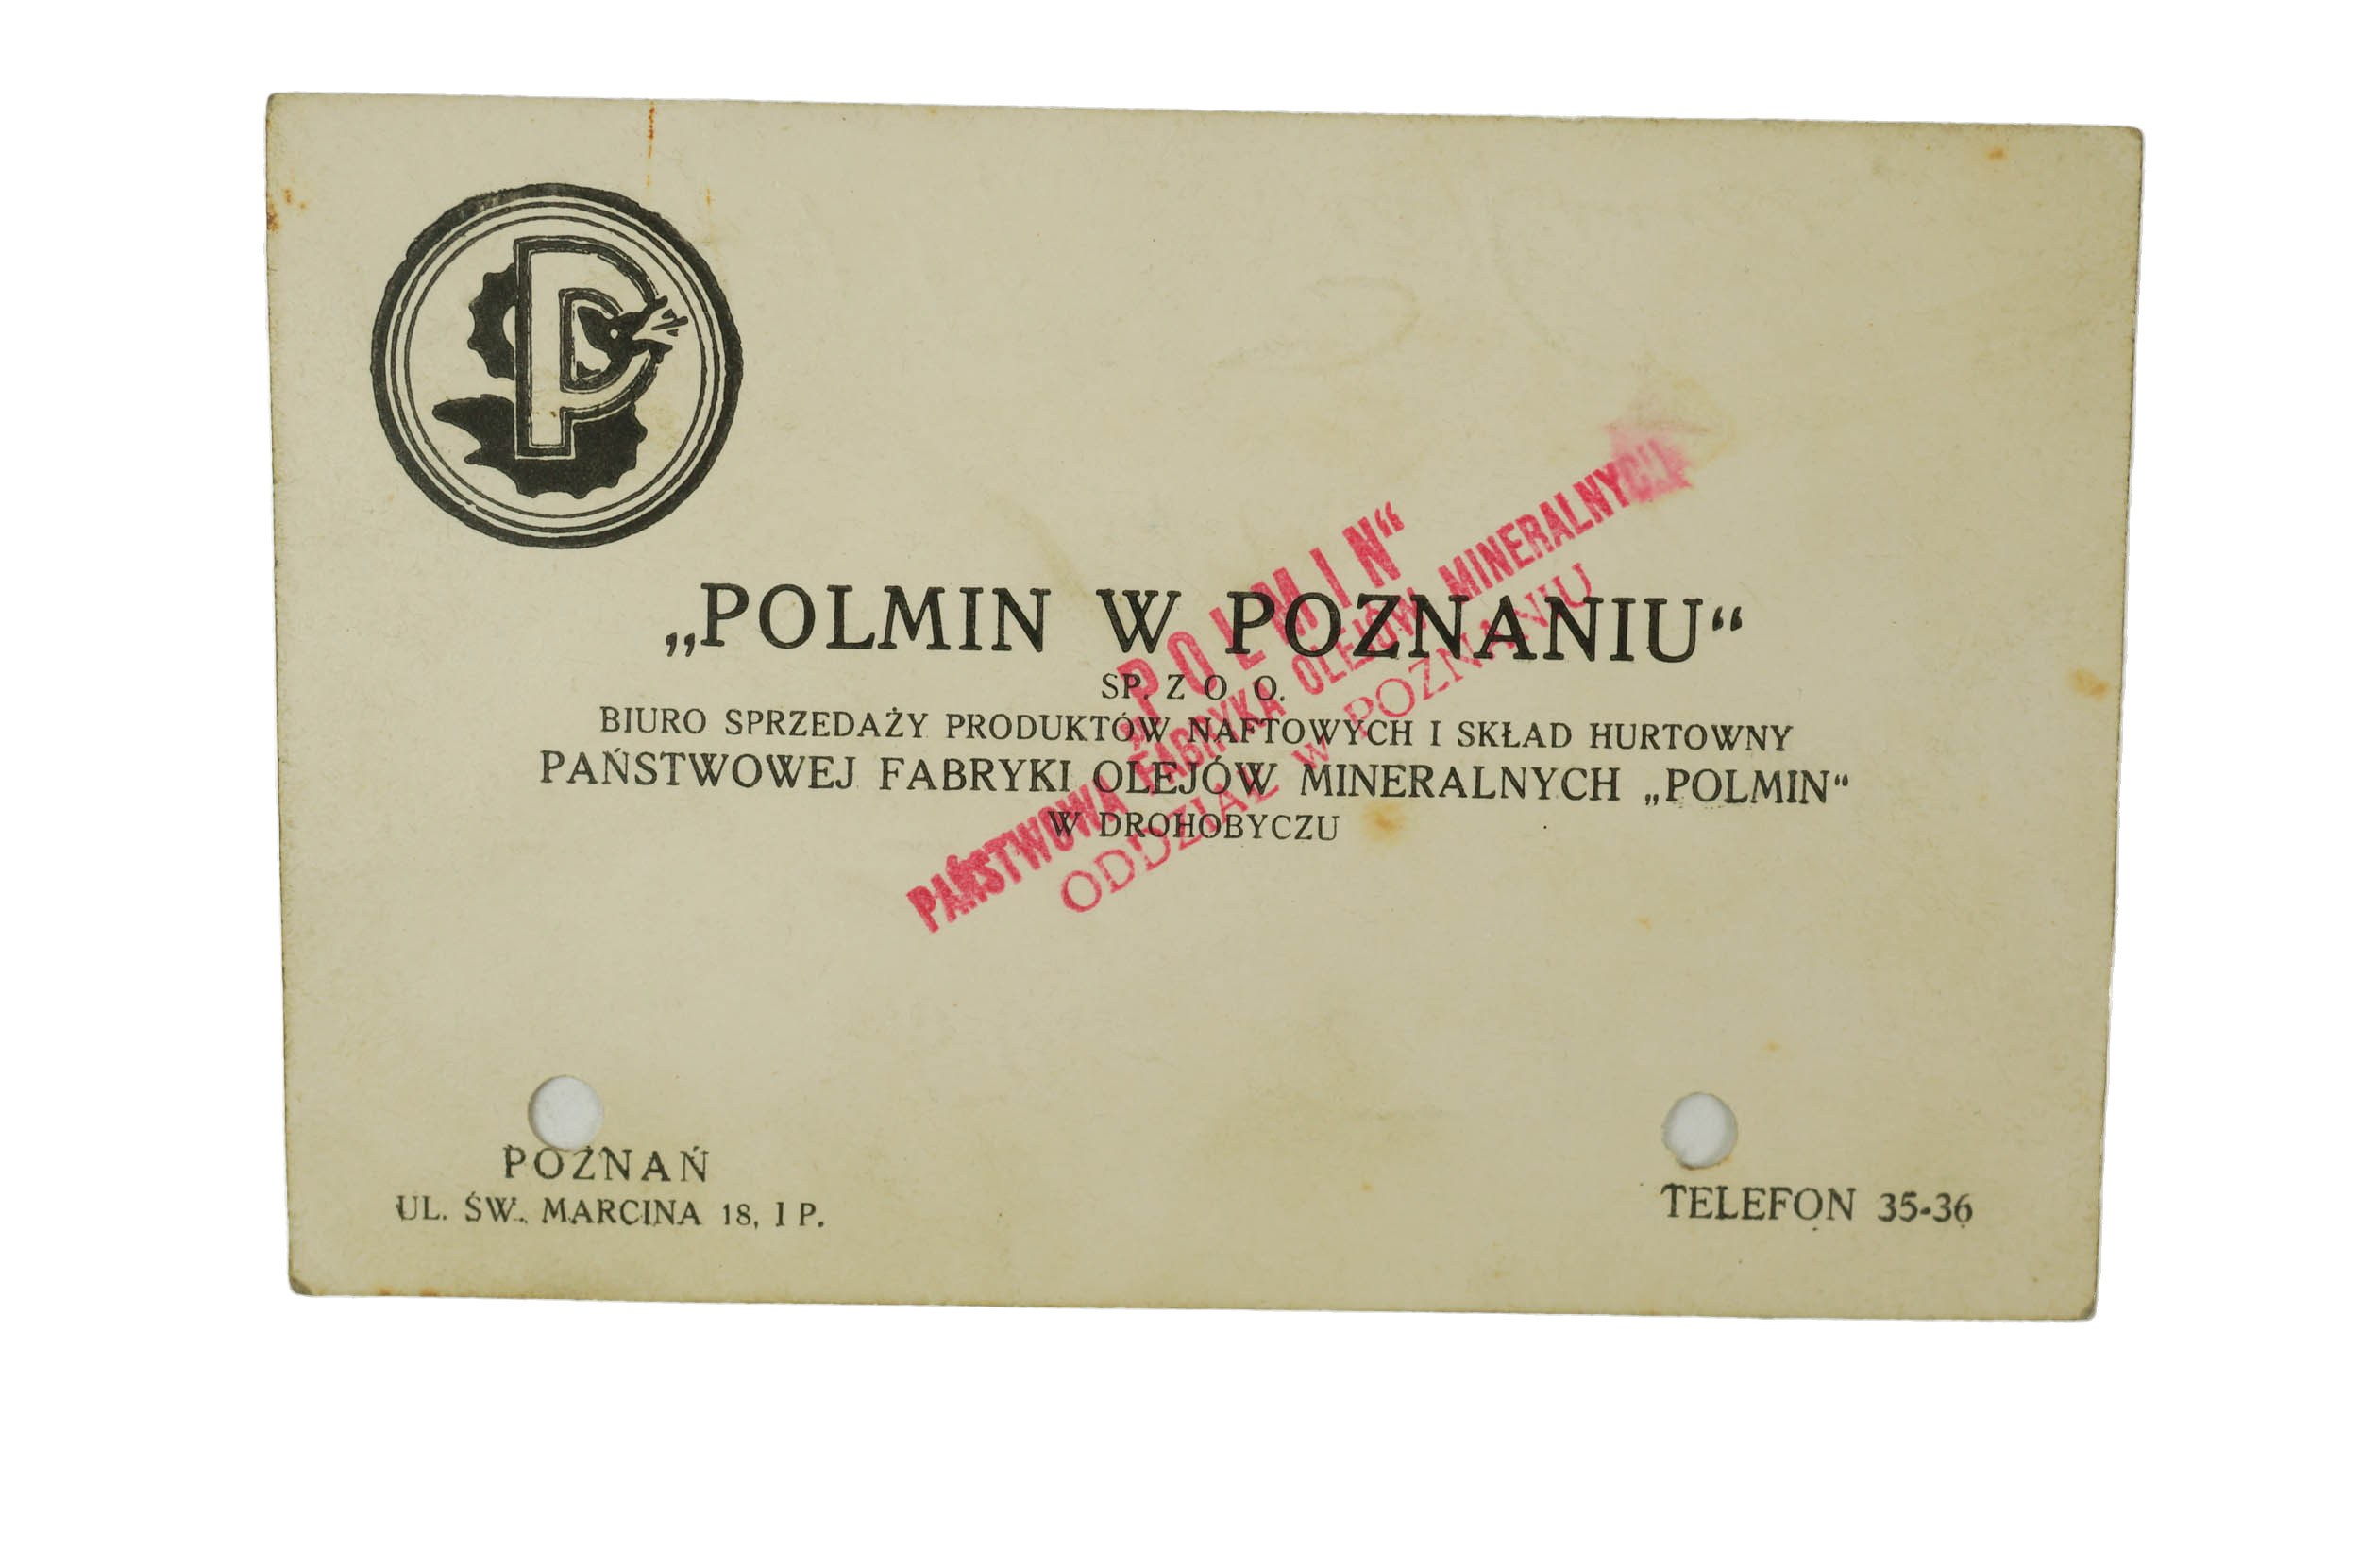 P
„POLMIN W POZNANIU“
SP. Z O. O.
BIURO SPRZEDAŻY PRODUKTÓW NAFTOWYCH I SKŁAD HURTOWNY
PAŃSTWOWEJ FABRYKI OLEJÓW MINERALNYCH „POLMIN“
W DROHOBYCZU
„POLMIN“
PAŃSTWOWA FABRYKA OLEJÓW MINERALNYCH
ODDZIAŁ W POZNANIU
POZNAŃ
UL. ŚW. MARCINA 18, I P.
TELEFON 35-36